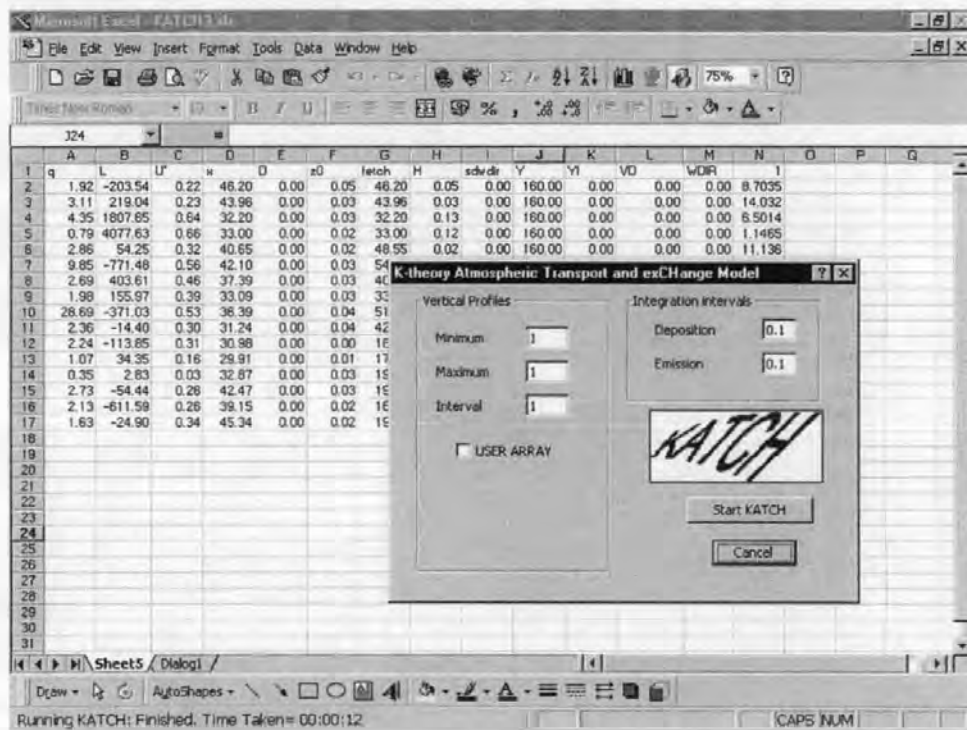 Microsoft Excel - KATCH3.xls
File Edit View Insert Format Tools Data Window Help
75%
Times New Roman 10 B I U % ,
J24 =
A B C D E F G H I J K L M N O P Q
1 q L U* x D z0 fetch H sdwdir Y YI VD WDIR 1
2 1.92 -203.54 0.22 46.20 0.00 0.05 46.20 0.05 0.00 160.00 0.00 0.00 0.00 8.7035
3 3.11 219.04 0.23 43.96 0.00 0.03 43.96 0.03 0.00 160.00 0.00 0.00 0.00 14.032
4 4.35 1807.65 0.64 32.20 0.00 0.03 32.20 0.13 0.00 160.00 0.00 0.00 0.00 6.5014
5 0.79 4077.63 0.66 33.00 0.00 0.02 33.00 0.12 0.00 160.00 0.00 0.00 0.00 1.1465
6 2.86 54.25 0.32 40.65 0.00 0.02 48.55 0.02 0.00 160.00 0.00 0.00 0.00 11.136
7 9.85 -771.48 0.56 42.10 0.00 0.03 54
8 2.69 403.61 0.46 37.39 0.00 0.03 40
9 1.98 155.97 0.39 33.09 0.00 0.03 33
10 28.69 -371.03 0.53 36.39 0.00 0.04 51
11 2.36 -14.40 0.30 31.24 0.00 0.04 42
12 2.24 -113.85 0.31 30.98 0.00 0.00 16
13 1.07 34.35 0.16 29.91 0.00 0.01 17
14 0.35 2.83 0.03 32.87 0.00 0.03 19
15 2.73 -54.44 0.26 42.47 0.00 0.03 19
16 2.13 -611.59 0.26 39.15 0.00 0.02 16
17 1.63 -24.90 0.34 45.34 0.00 0.02 19
18
19
20
21
22
23
24
25
26
27
28
29
30
31
K-theory Atmospheric Transport and exCHange Model
Vertical Profiles
Minimum 1
Maximum 1
Interval 1
USER ARRAY
Integration intervals
Deposition 0.1
Emission 0.1
KATCH
Start KATCH
Cancel
Sheet5 Dialog1
Draw AutoShapes
Running KATCH: Finished. Time Taken= 00:00:12 CAPS NUM